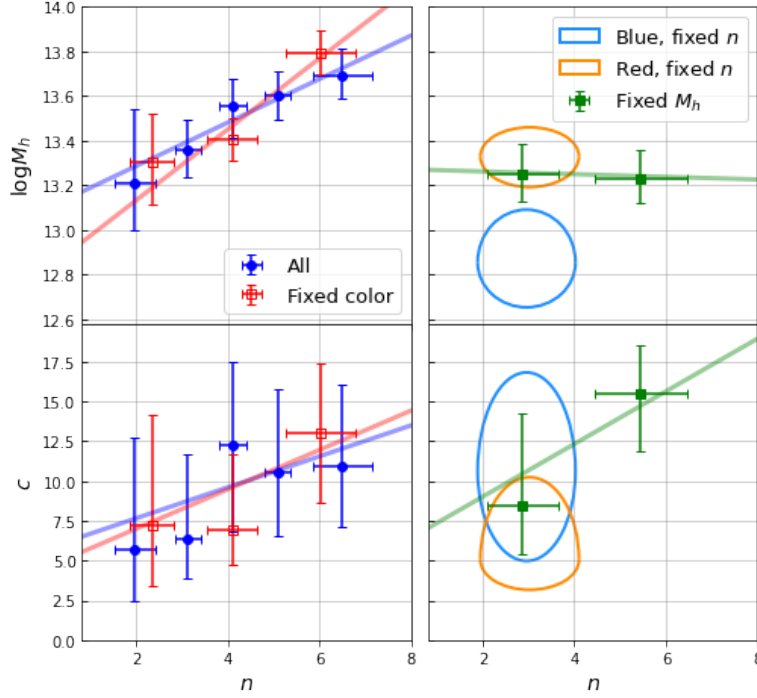 14.0
13.8
13.6
13.4
13.2
13.0
12.8
12.6
logM_h
All
Fixed color
Blue, fixed n
Red, fixed n
Fixed M_h
17.5
15.0
12.5
10.0
7.5
5.0
2.5
0.0
c
2 4 6 8
n
2 4 6 8
n